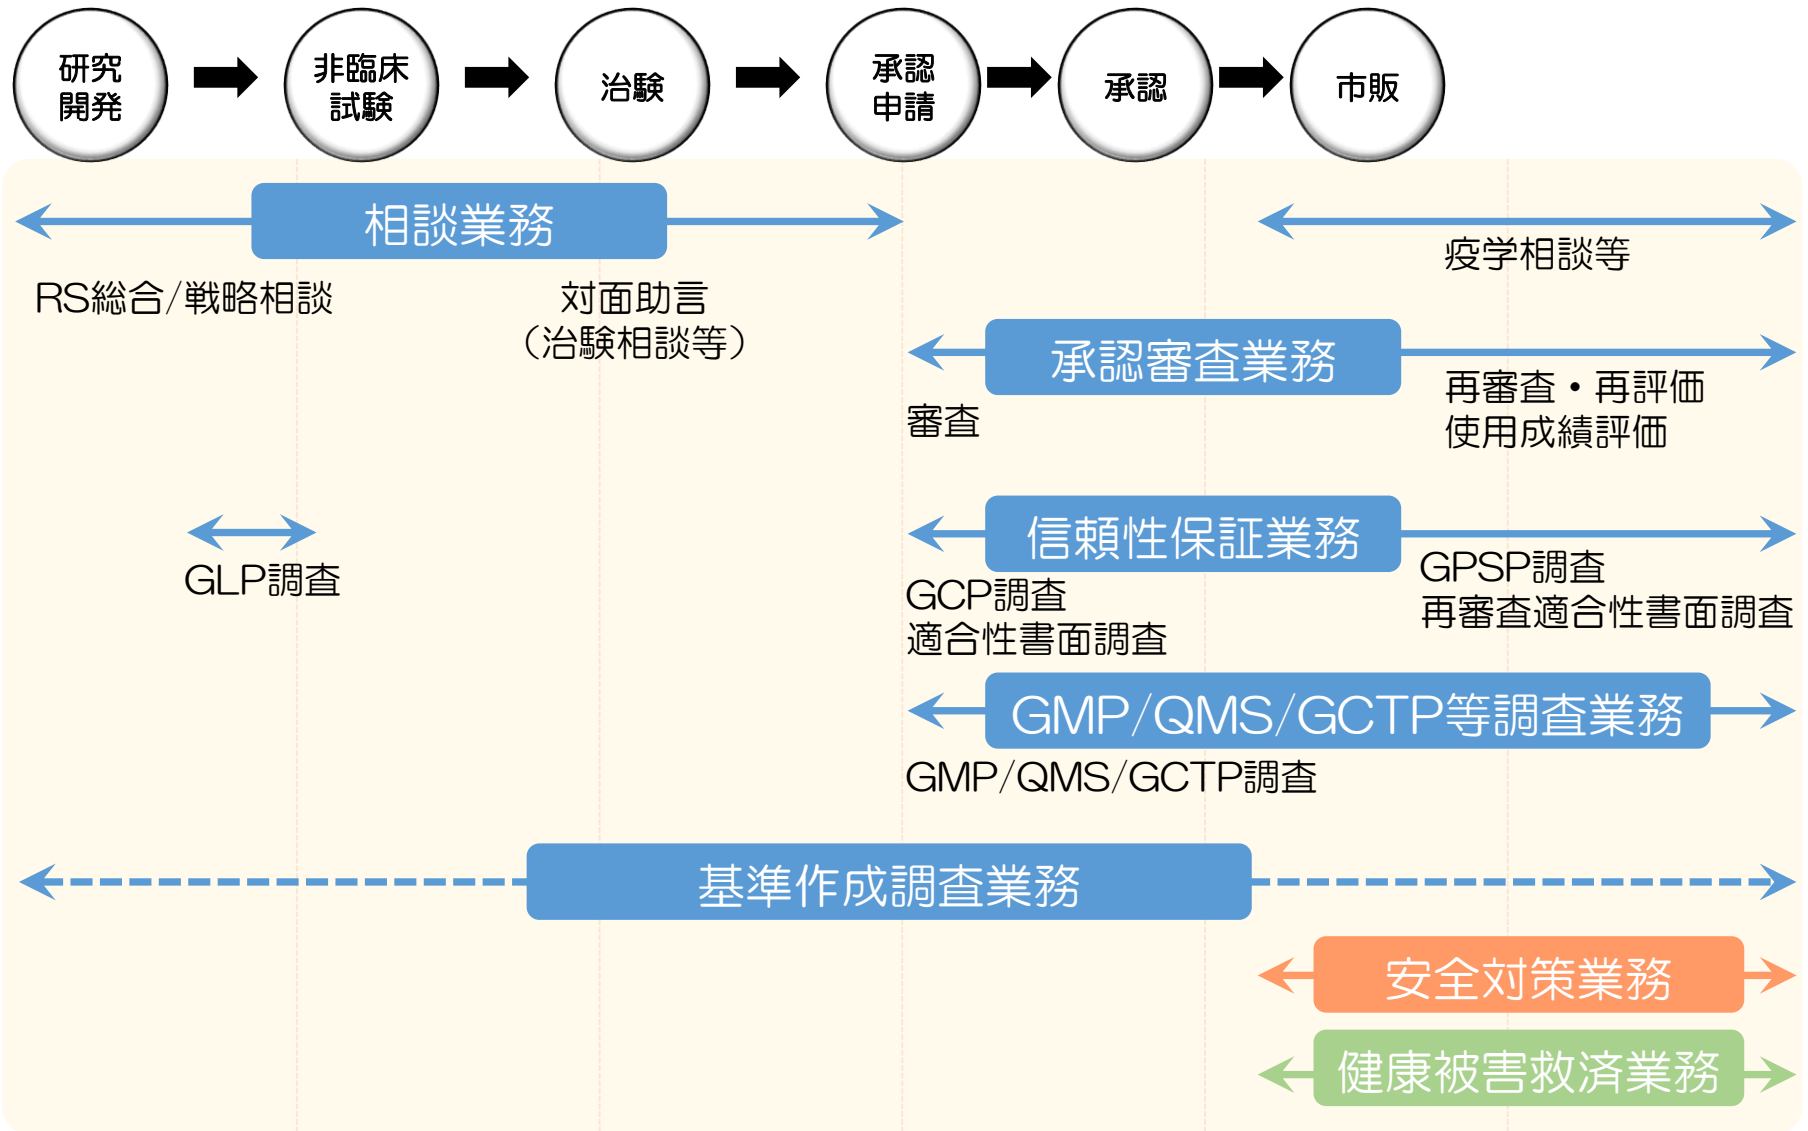 研究
開発
非臨床
試験
治験
承認
申請
承認
市販
相談業務
RS総合/戦略相談
対面助言
（治験相談等）
疫学相談等
承認審査業務
審査
再審査・再評価
使用成績評価
GLP調査
信頼性保証業務
GCP調査
適合性書面調査
GPSP調査
再審査適合性書面調査
GMP/QMS/GCTP等調査業務
GMP/QMS/GCTP調査
基準作成調査業務
安全対策業務
健康被害救済業務